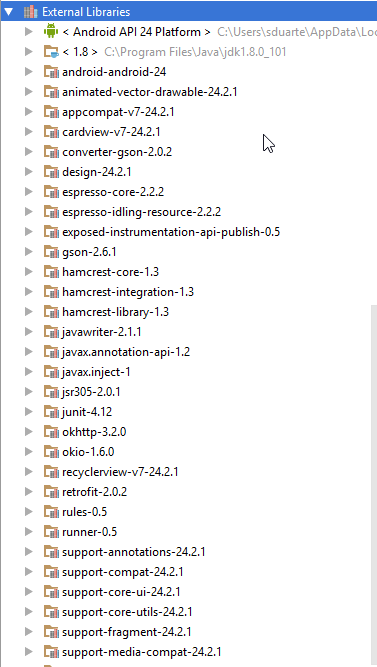 External Libraries
< Android API 24 Platform > C:\Users\sduarte\AppData\Loc
< 1.8 > C:\Program Files\Java\jdk1.8.0_101
android-android-24
animated-vector-drawable-24.2.1
appcompat-v7-24.2.1
cardview-v7-24.2.1
converter-gson-2.0.2
design-24.2.1
espresso-core-2.2.2
espresso-idling-resource-2.2.2
exposed-instrumentation-api-publish-0.5
gson-2.6.1
hamcrest-core-1.3
hamcrest-integration-1.3
hamcrest-library-1.3
javawriter-2.1.1
javax.annotation-api-1.2
javax.inject-1
jsr305-2.0.1
junit-4.12
okhttp-3.2.0
okio-1.6.0
recyclerview-v7-24.2.1
retrofit-2.0.2
rules-0.5
runner-0.5
support-annotations-24.2.1
support-compat-24.2.1
support-core-ui-24.2.1
support-core-utils-24.2.1
support-fragment-24.2.1
support-media-compat-24.2.1